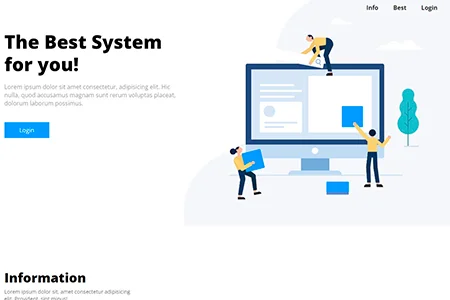 Info Best Login
The Best System
for you!
Lorem ipsum dolor sit amet consectetur, adipisicing elit. Hic
nulla, quod accusamus magnam sunt rerum voluptas placeat,
dolorum laborum possimus.
Login
Information
Lorem ipsum dolor sit, amet consectetur adipisicing
elit. Provident, sint minus!